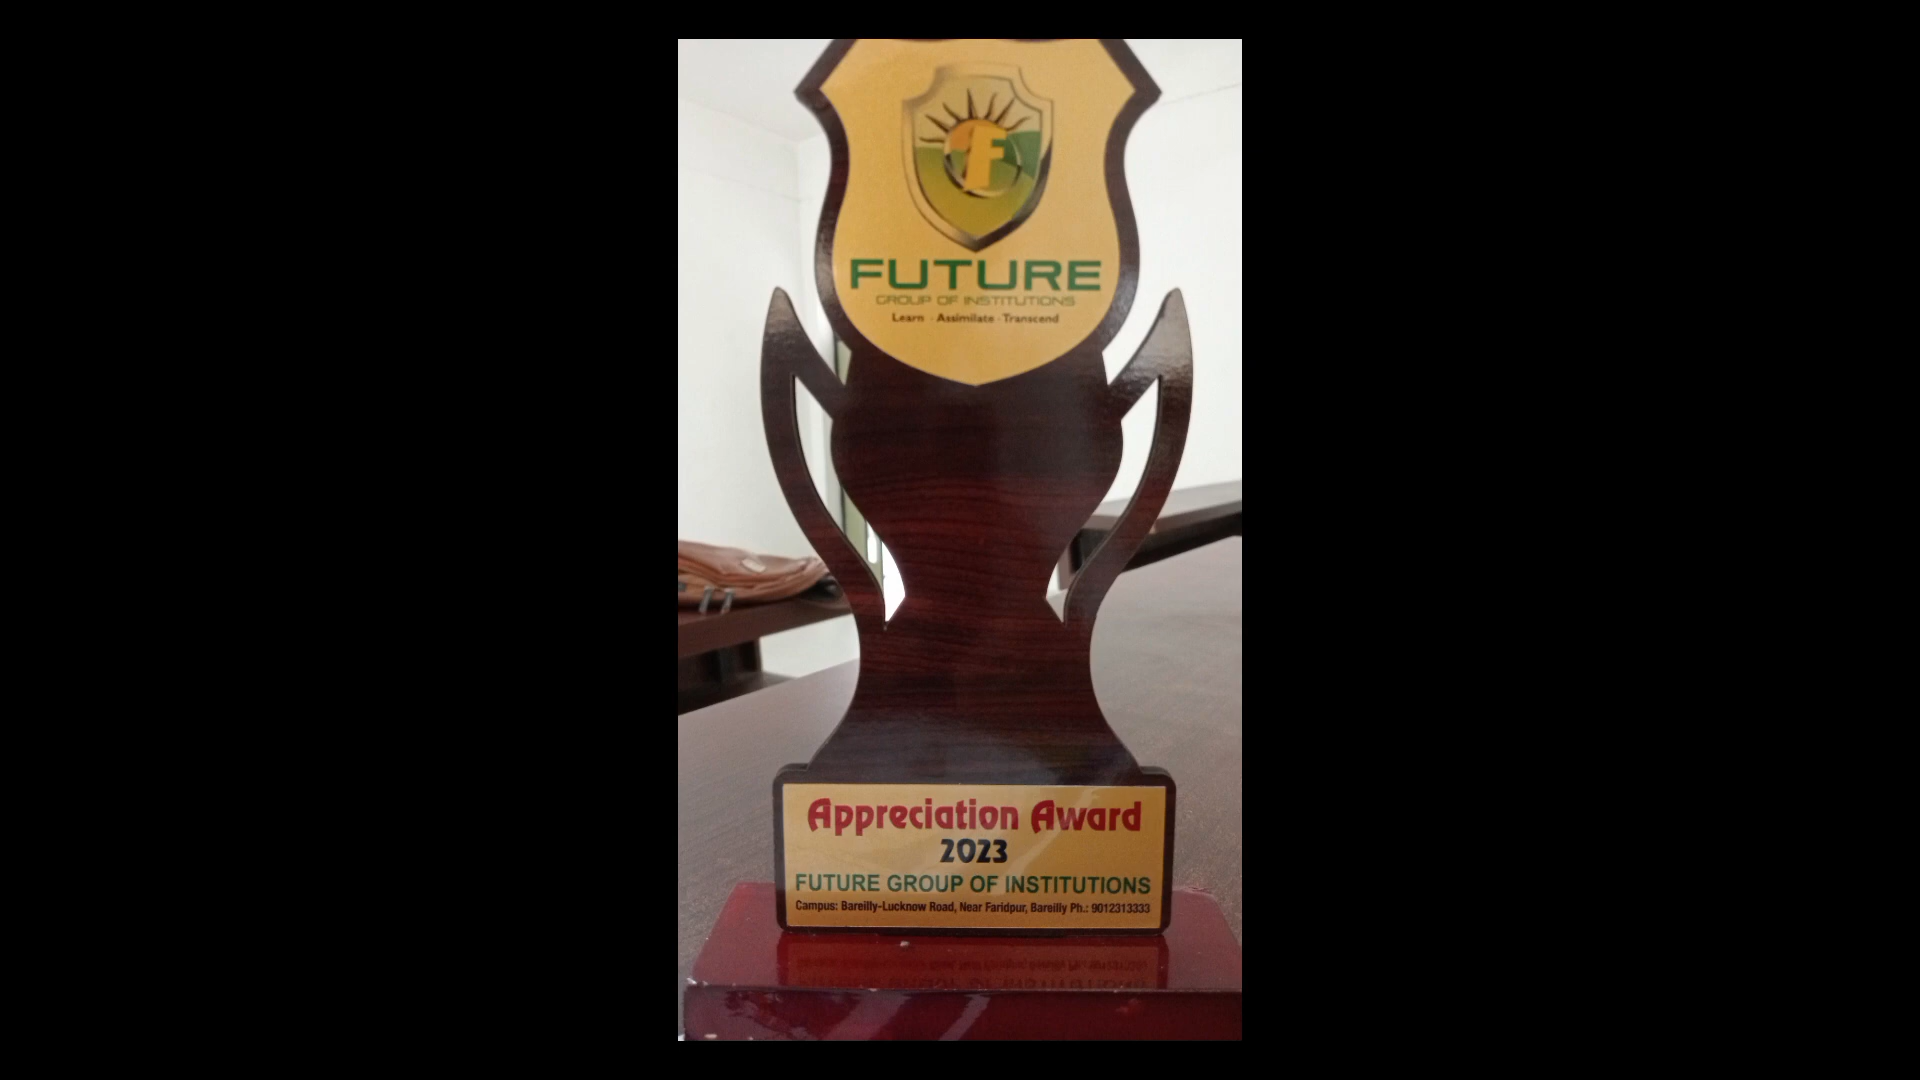 F
FUTURE
GROUP OF INSTITUTIONS
Learn · Assimilate · Transcend
Appreciation Award
2023
FUTURE GROUP OF INSTITUTIONS
Campus: Bareilly-Lucknow Road, Near Faridpur, Bareilly Ph.: 9012313333